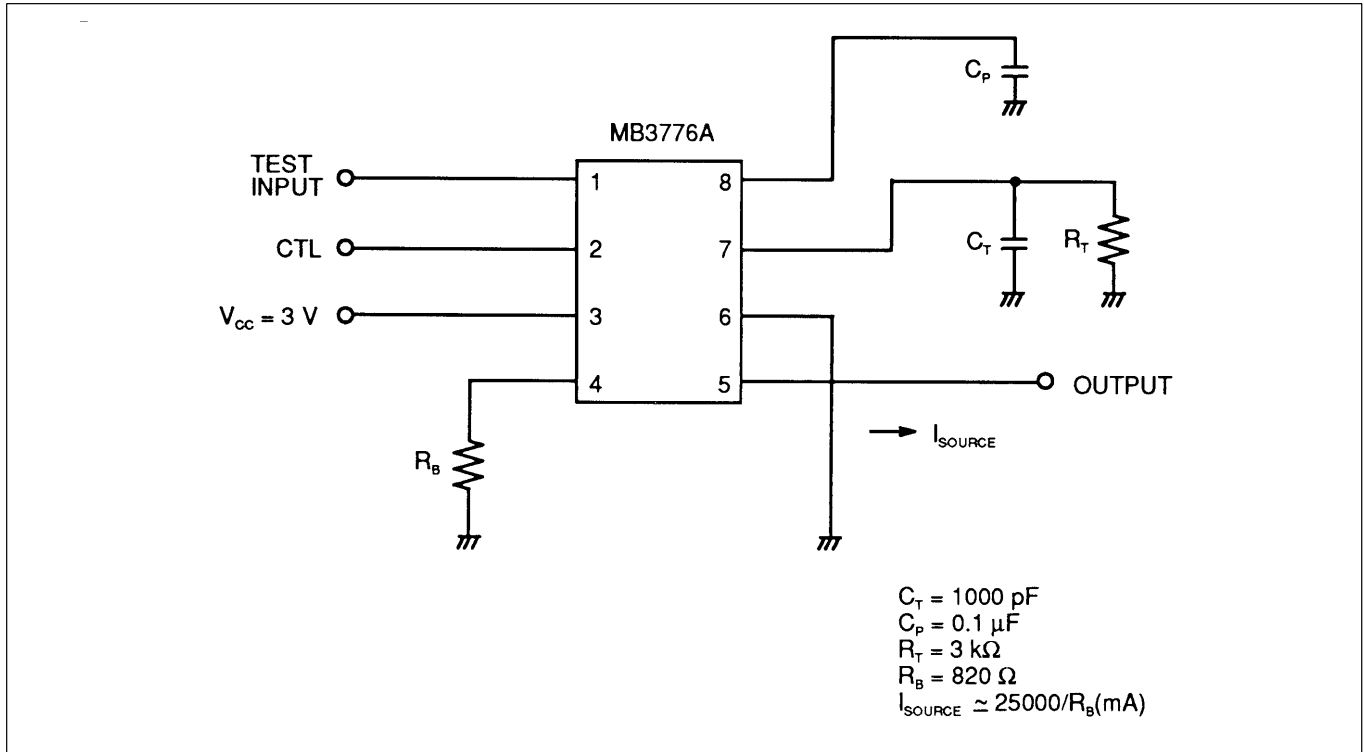 C_P
MB3776A
TEST
INPUT
1
8
CTL
2
7
C_T
R_T
V_CC = 3 V
3
6
4
5
OUTPUT
I_SOURCE
R_B
C_T = 1000 pF
C_P = 0.1 μF
R_T = 3 kΩ
R_B = 820 Ω
I_SOURCE ≃ 25000/R_B(mA)